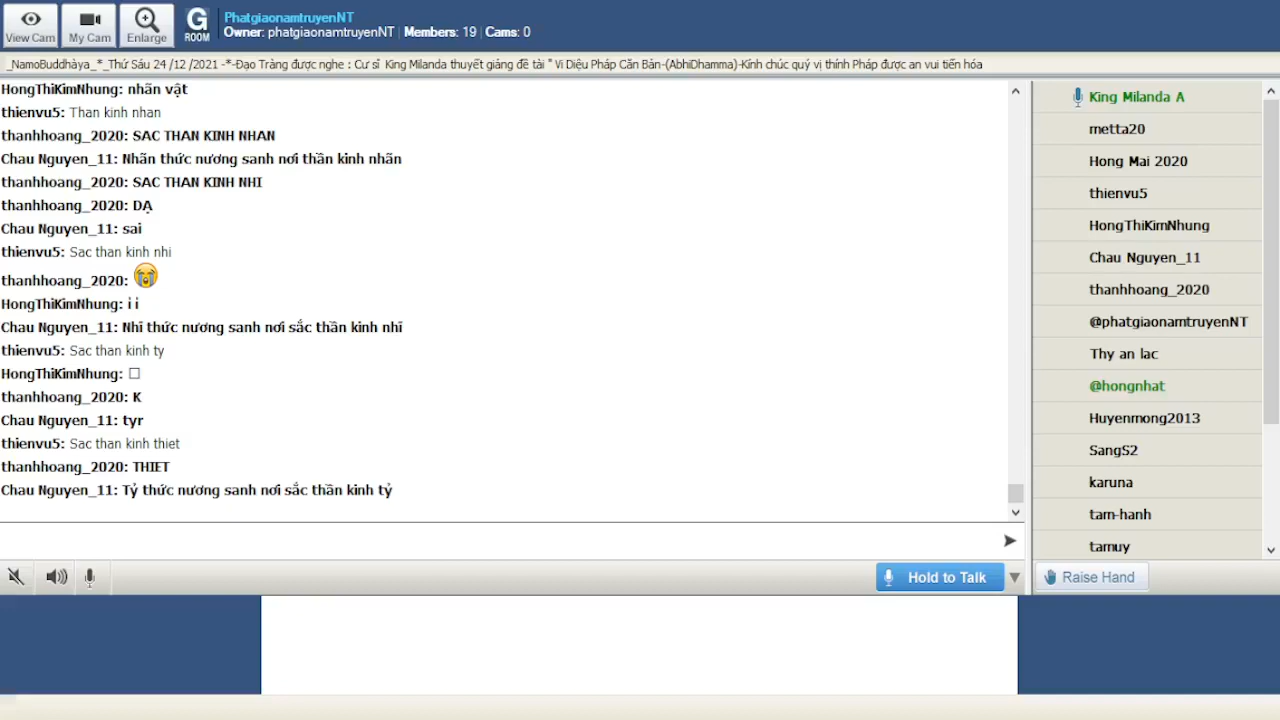 View Cam
My Cam
Enlarge
G
ROOM
PhatgiaonamtruyenNT
Owner: phatgiaonamtruyenNT | Members: 19 | Cams: 0
_NamoBuddhàya_*_Thứ Sáu 24 /12 /2021 -*-Đạo Tràng được nghe : Cư sĩ King Milanda thuyết giảng đề tài " Vi Diệu Pháp Căn Bản-(AbhiDhamma)-Kính chúc quý vị thính Pháp được an vui tiến hóa
HongThiKimNhung: nhãn vật
thienvu5: Than kinh nhan
thanhhoang_2020: SAC THAN KINH NHAN
Chau Nguyen_11: Nhãn thức nương sanh nơi thần kinh nhãn
thanhhoang_2020: SAC THAN KINH NHI
thanhhoang_2020: DẠ
Chau Nguyen_11: sai
thienvu5: Sac than kinh nhi
thanhhoang_2020:
HongThiKimNhung: ì i
Chau Nguyen_11: Nhĩ thức nương sanh nơi sắc thần kinh nhĩ
thienvu5: Sac than kinh ty
HongThiKimNhung: □
thanhhoang_2020: K
Chau Nguyen_11: tyr
thienvu5: Sac than kinh thiet
thanhhoang_2020: THIET
Chau Nguyen_11: Tỷ thức nương sanh nơi sắc thần kinh tỷ
Hold to Talk
King Milanda A
metta20
Hong Mai 2020
thienvu5
HongThiKimNhung
Chau Nguyen_11
thanhhoang_2020
@phatgiaonamtruyenNT
Thy an lac
@hongnhat
Huyenmong2013
SangS2
karuna
tam-hanh
tamuy
Raise Hand